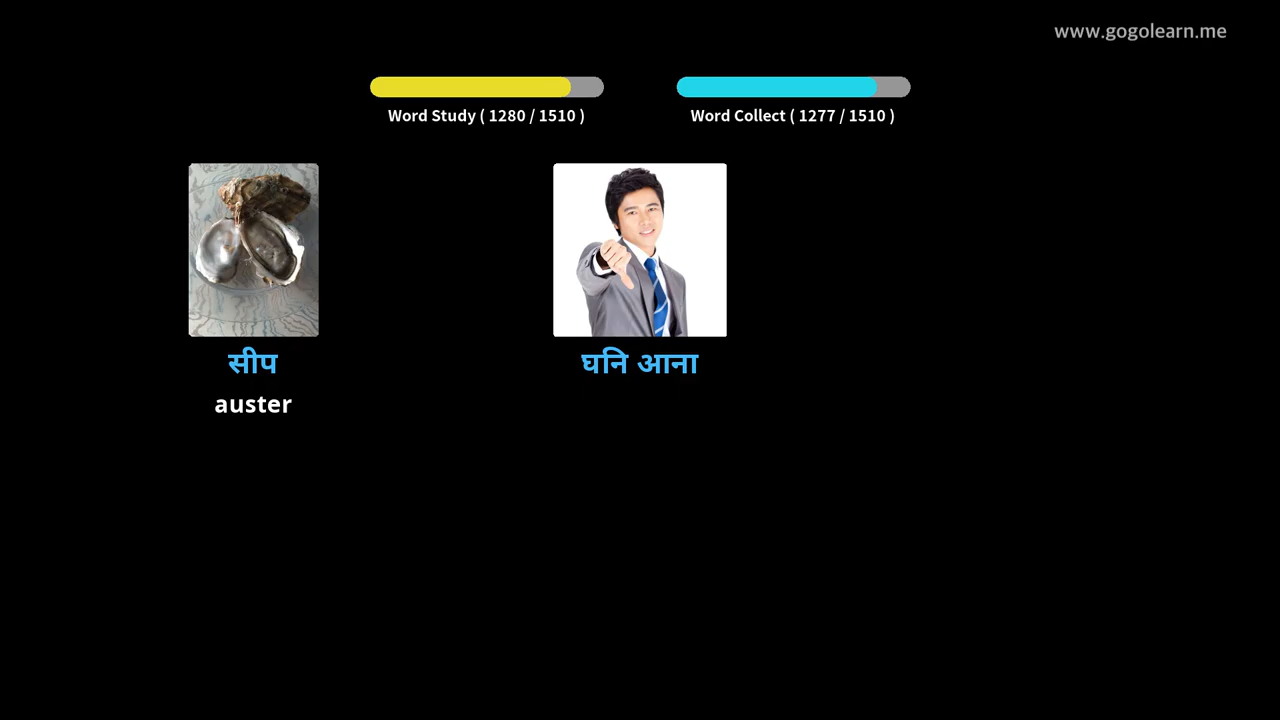 www.gogolearn.me
Word Study ( 1280 / 1510 )
Word Collect ( 1277 / 1510 )
सीप
auster
घनि आना